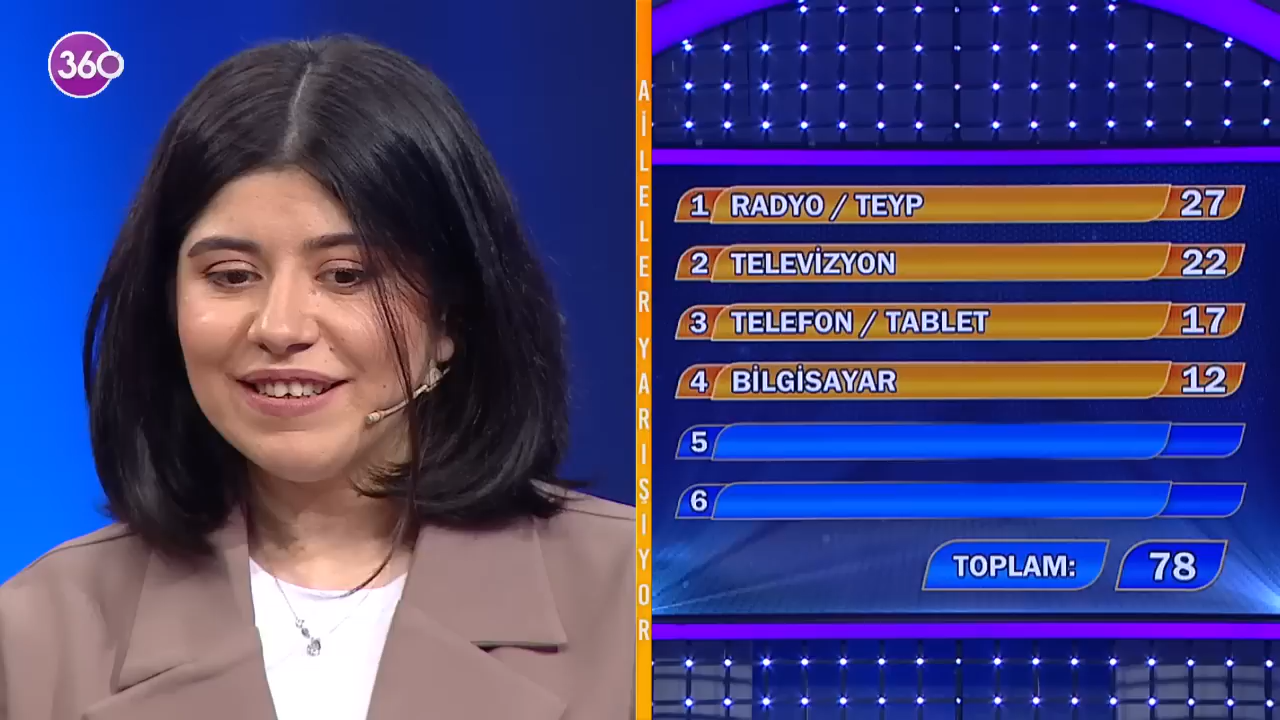 360
AİLELER YARIŞIYOR
1 RADYO / TEYP 27
2 TELEVİZYON 22
3 TELEFON / TABLET 17
4 BİLGİSAYAR 12
5
6
TOPLAM: 78